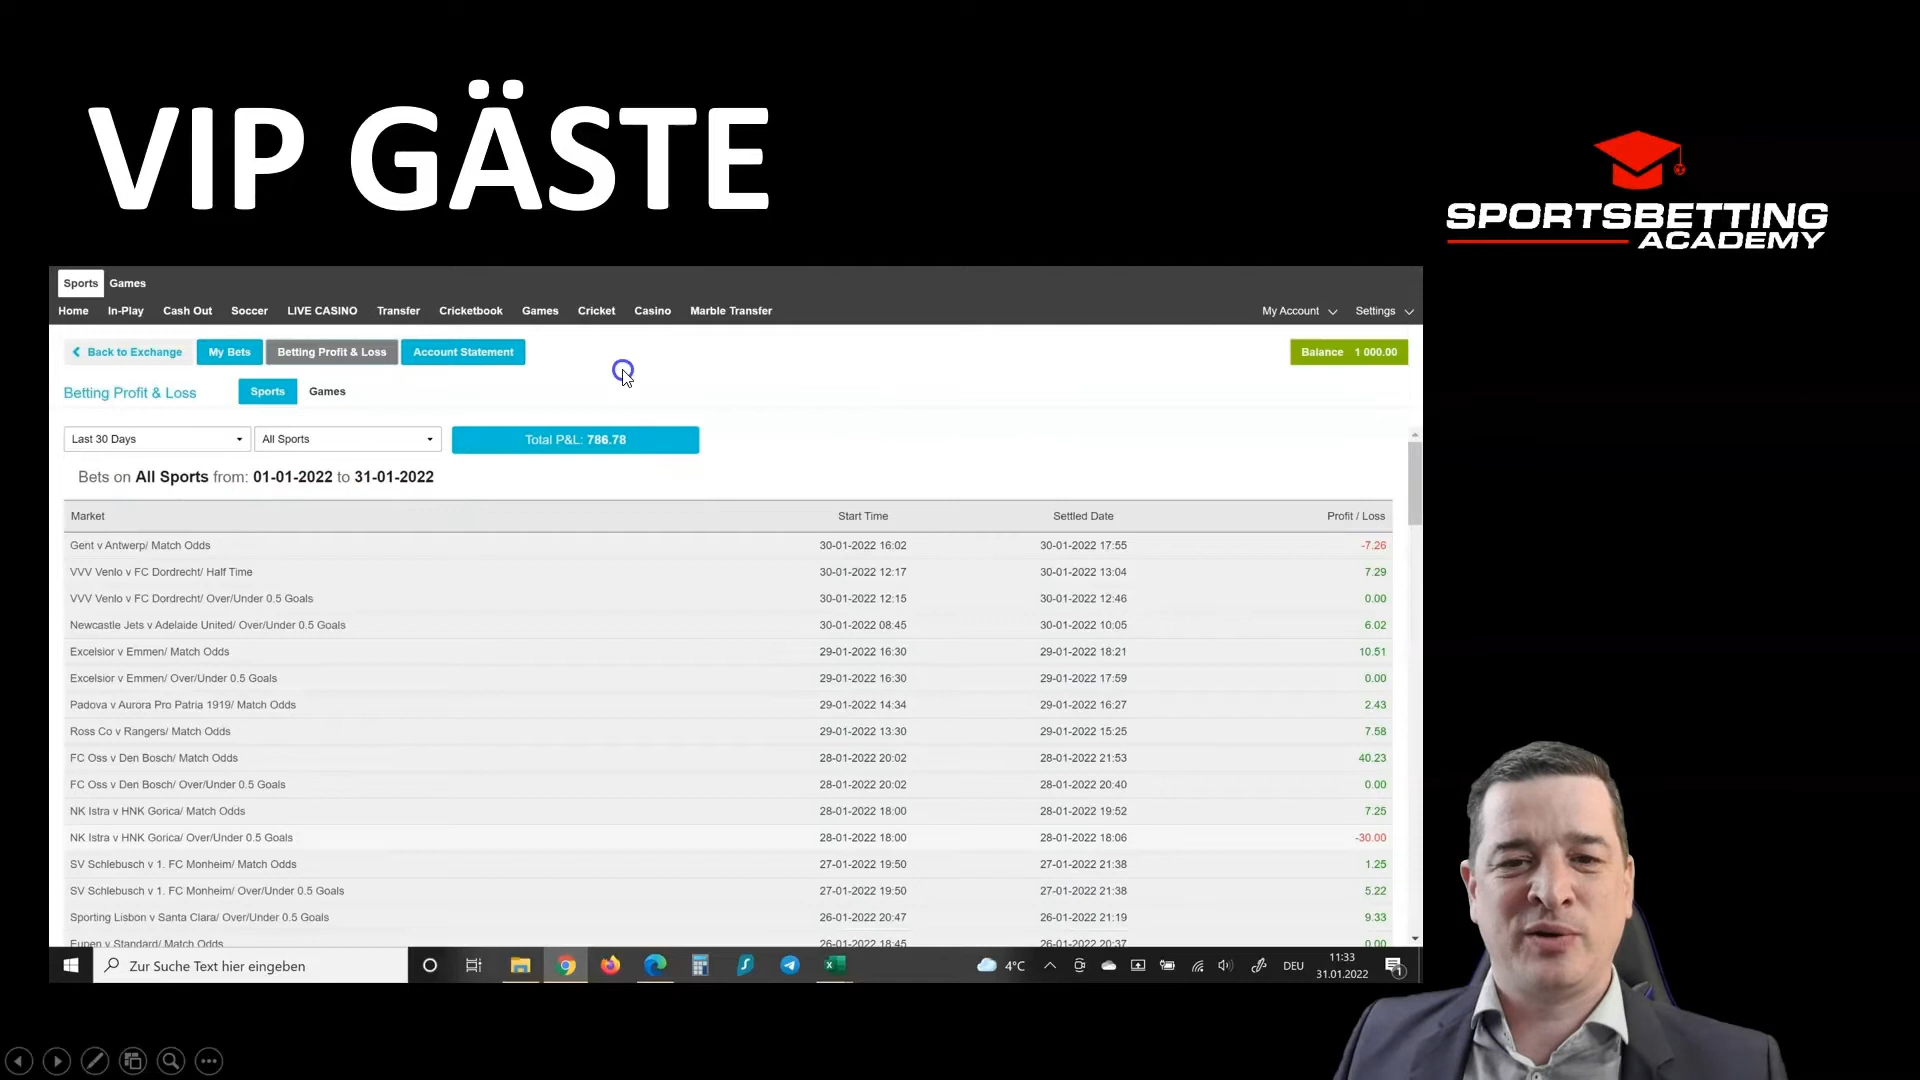 VIP GÄSTE
SPORTSBETTING
ACADEMY
Sports Games
Home In-Play Cash Out Soccer LIVE CASINO Transfer Cricketbook Games Cricket Casino Marble Transfer My Account Settings
Back to Exchange My Bets Betting Profit & Loss Account Statement Balance 1 000.00
Betting Profit & Loss Sports Games
Last 30 Days All Sports Total P&L: 786.78
Bets on All Sports from: 01-01-2022 to 31-01-2022
Market Start Time Settled Date Profit / Loss
Gent v Antwerp/ Match Odds 30-01-2022 16:02 30-01-2022 17:55 -7.26
VVV Venlo v FC Dordrecht/ Half Time 30-01-2022 12:17 30-01-2022 13:04 7.29
VVV Venlo v FC Dordrecht/ Over/Under 0.5 Goals 30-01-2022 12:15 30-01-2022 12:46 0.00
Newcastle Jets v Adelaide United/ Over/Under 0.5 Goals 30-01-2022 08:45 30-01-2022 10:05 6.02
Excelsior v Emmen/ Match Odds 29-01-2022 16:30 29-01-2022 18:21 10.51
Excelsior v Emmen/ Over/Under 0.5 Goals 29-01-2022 16:30 29-01-2022 17:59 0.00
Padova v Aurora Pro Patria 1919/ Match Odds 29-01-2022 14:34 29-01-2022 16:27 2.43
Ross Co v Rangers/ Match Odds 29-01-2022 13:30 29-01-2022 15:25 7.58
FC Oss v Den Bosch/ Match Odds 28-01-2022 20:02 28-01-2022 21:53 40.23
FC Oss v Den Bosch/ Over/Under 0.5 Goals 28-01-2022 20:02 28-01-2022 20:40 0.00
NK Istra v HNK Gorica/ Match Odds 28-01-2022 18:00 28-01-2022 19:52 7.25
NK Istra v HNK Gorica/ Over/Under 0.5 Goals 28-01-2022 18:00 28-01-2022 18:06 -30.00
SV Schlebusch v 1. FC Monheim/ Match Odds 27-01-2022 19:50 27-01-2022 21:38 1.25
SV Schlebusch v 1. FC Monheim/ Over/Under 0.5 Goals 27-01-2022 19:50 27-01-2022 21:38 5.22
Sporting Lisbon v Santa Clara/ Over/Under 0.5 Goals 26-01-2022 20:47 26-01-2022 21:19 9.33
Eupen v Standard/ Match Odds 26-01-2022 18:45 26-01-2022 20:37 0.00
Zur Suche Text hier eingeben 4°C DEU 11:33
31.01.2022 1